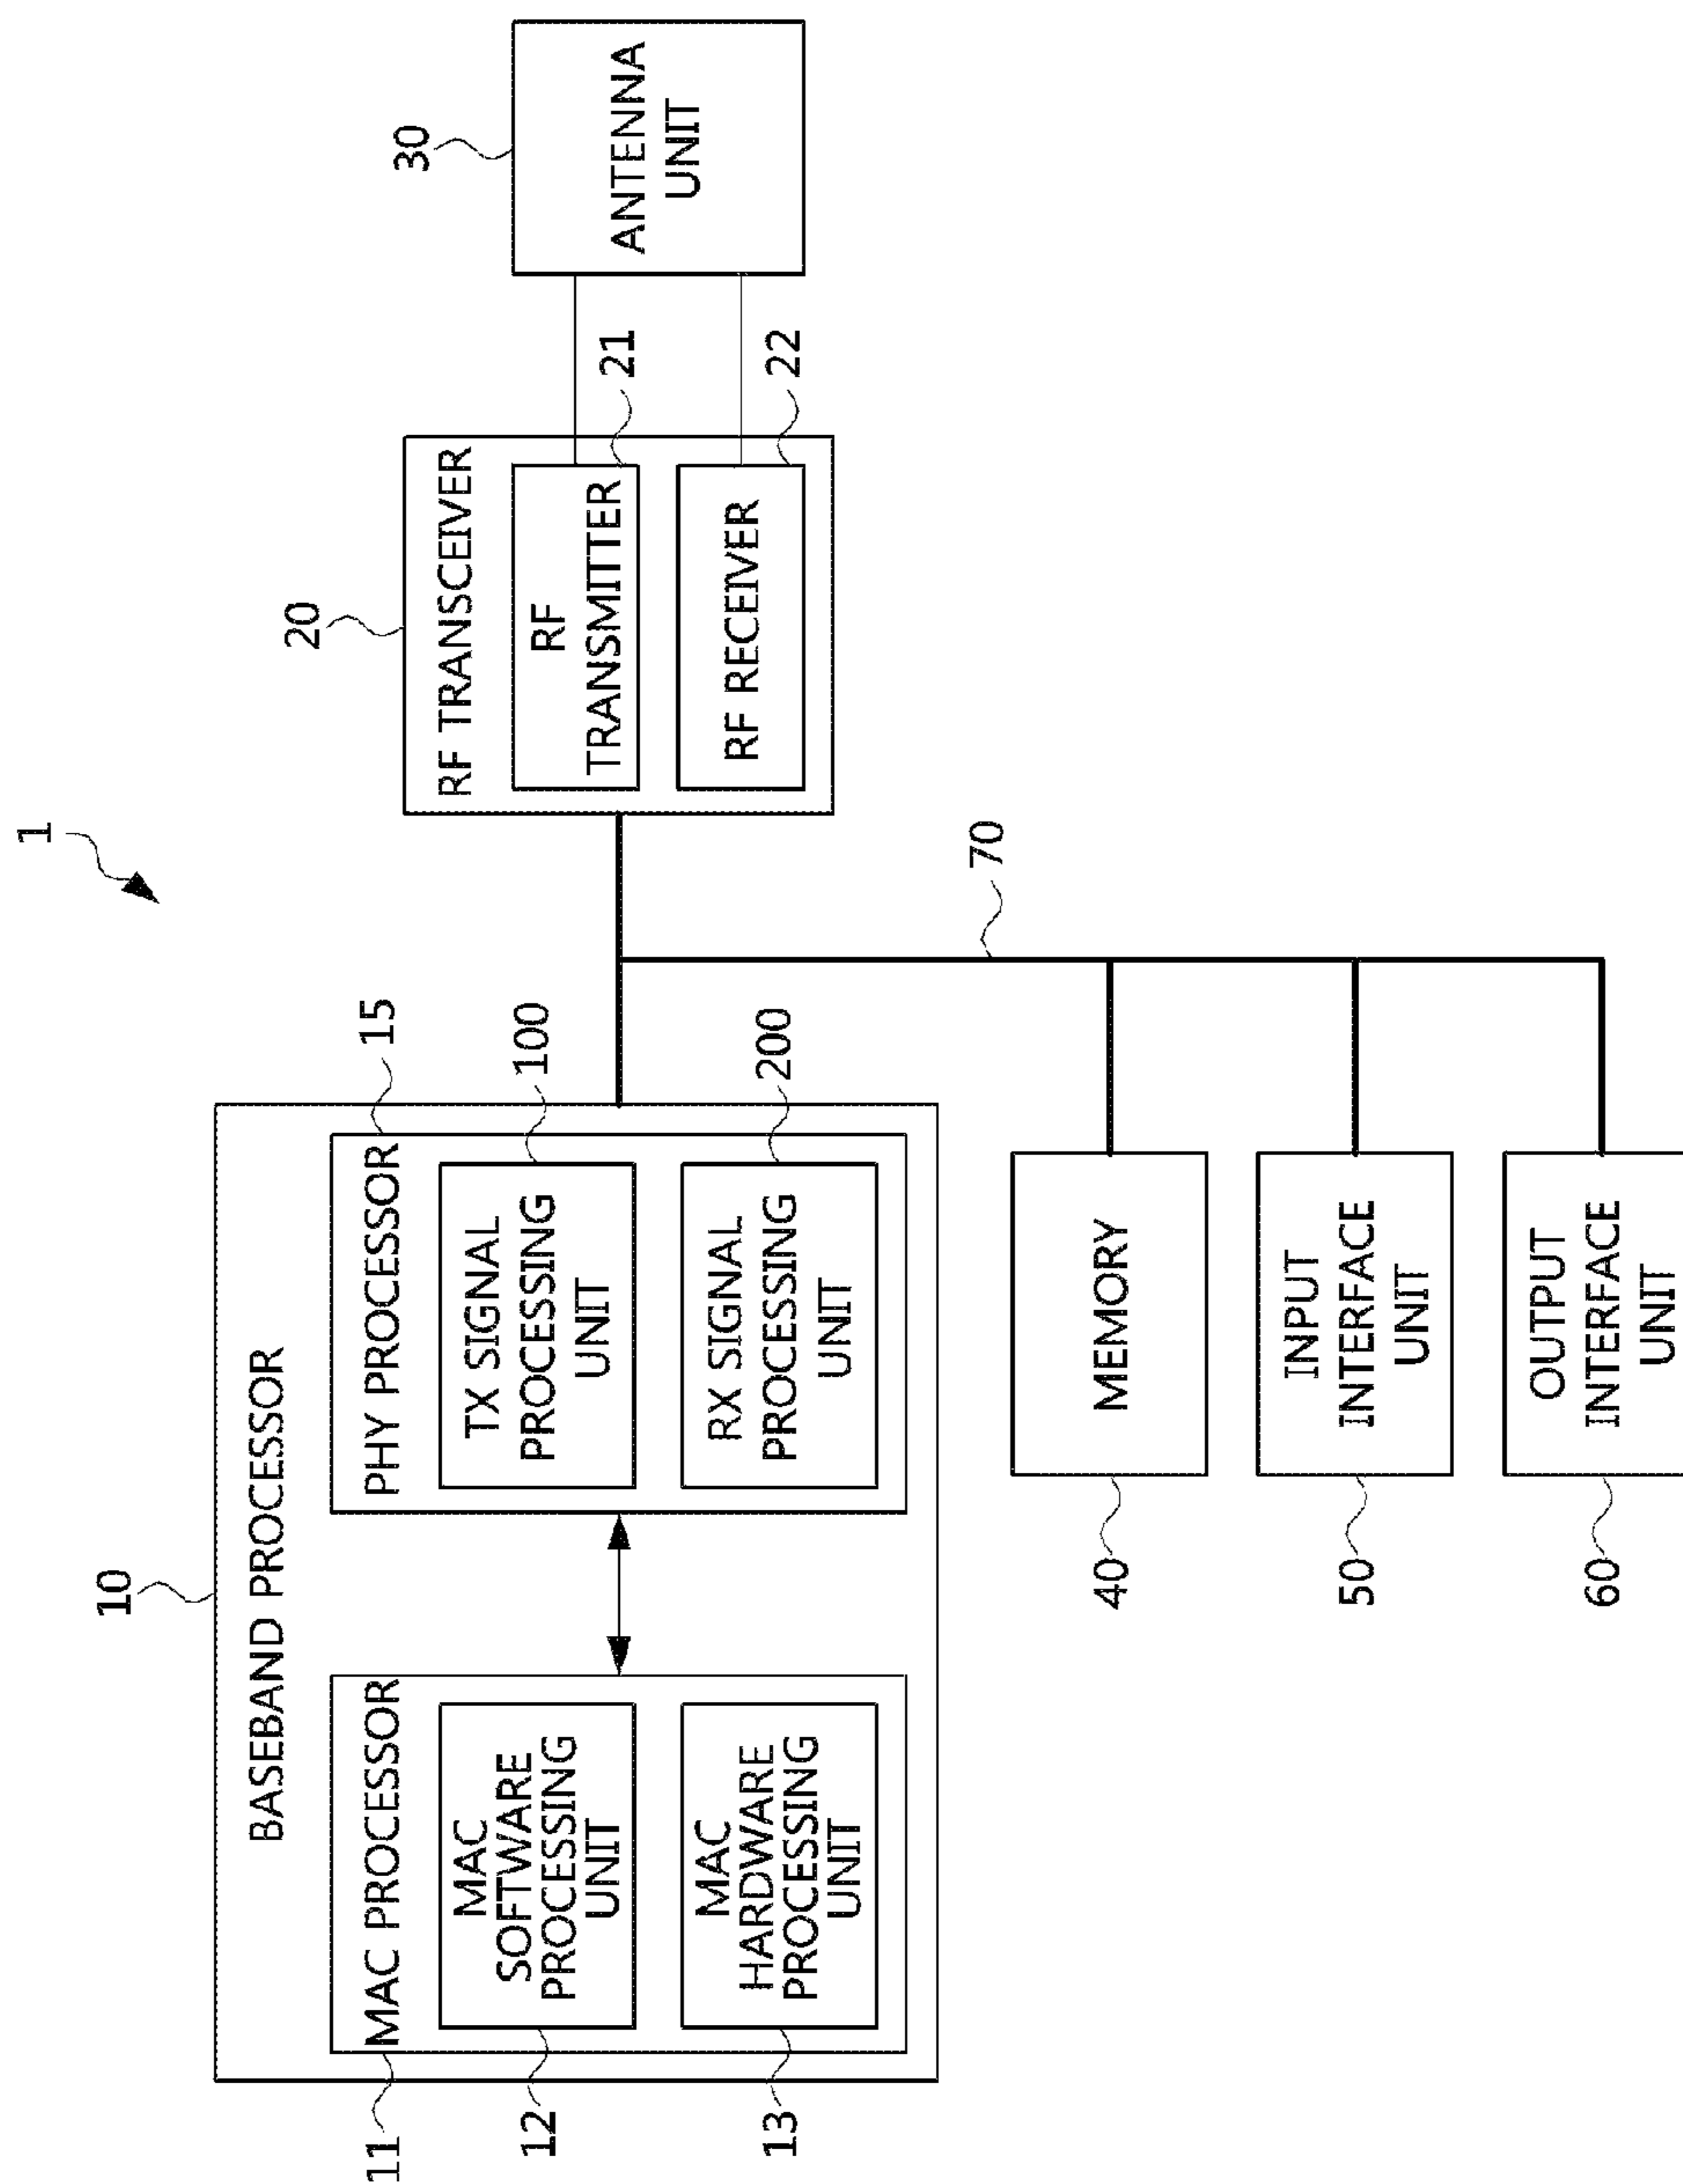 1
10
BASEBAND PROCESSOR
11
MAC PROCESSOR
12
MAC
SOFTWARE
PROCESSING
UNIT
13
MAC
HARDWARE
PROCESSING
UNIT
15
PHY PROCESSOR
100
TX SIGNAL
PROCESSING
UNIT
200
RX SIGNAL
PROCESSING
UNIT
20
RF TRANSCEIVER
21
RF
TRANSMITTER
22
RF RECEIVER
30
ANTENNA
UNIT
70
40
MEMORY
50
INPUT
INTERFACE
UNIT
60
OUTPUT
INTERFACE
UNIT